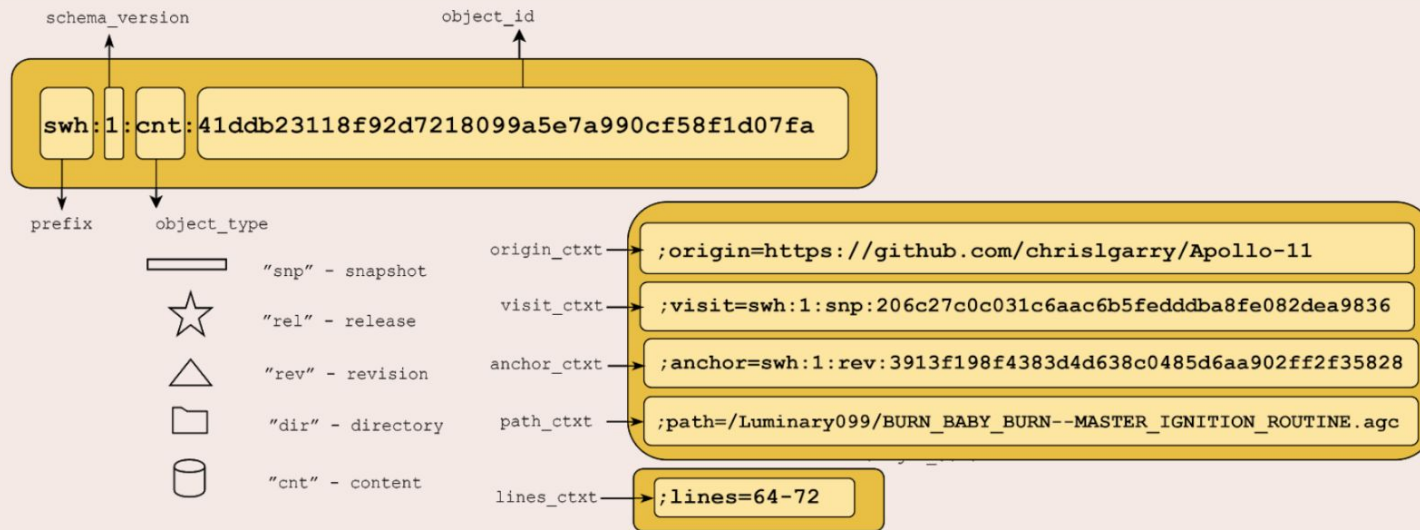 schema_version
object_id
swh:1:cnt:41ddb23118f92d7218099a5e7a990cf58f1d07fa
prefix
object_type
"snp" - snapshot
"rel" - release
"rev" - revision
"dir" - directory
"cnt" - content
origin_ctxt
;origin=https://github.com/chrislgarry/Apollo-11
visit_ctxt
;visit=swh:1:snp:206c27c0c031c6aac6b5fedddba8fe082dea9836
anchor_ctxt
;anchor=swh:1:rev:3913f198f4383d4d638c0485d6aa902ff2f35828
path_ctxt
;path=/Luminary099/BURN_BABY_BURN--MASTER_IGNITION_ROUTINE.agc
lines_ctxt
;lines=64-72